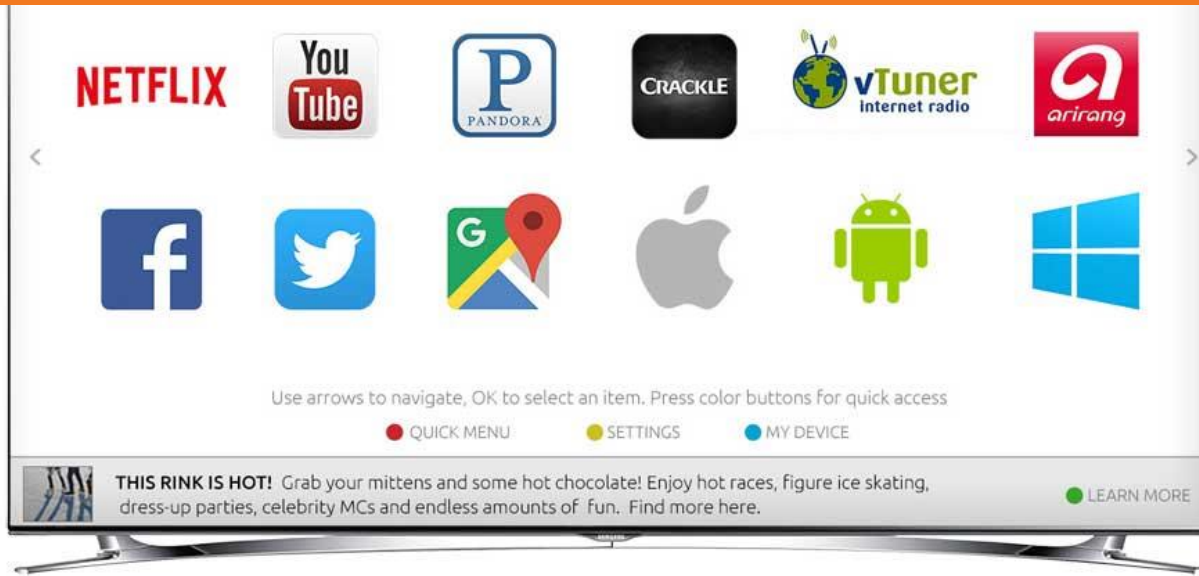 NETFLIX
You
Tube
P
PANDORA
CRACKLE
vTuner
internet radio
arirang
f
G
Use arrows to navigate, OK to select an item. Press color buttons for quick access
QUICK MENU
SETTINGS
MY DEVICE
THIS RINK IS HOT! Grab your mittens and some hot chocolate! Enjoy hot races, figure ice skating,
dress-up parties, celebrity MCs and endless amounts of fun. Find more here.
LEARN MORE
SAMSUNG